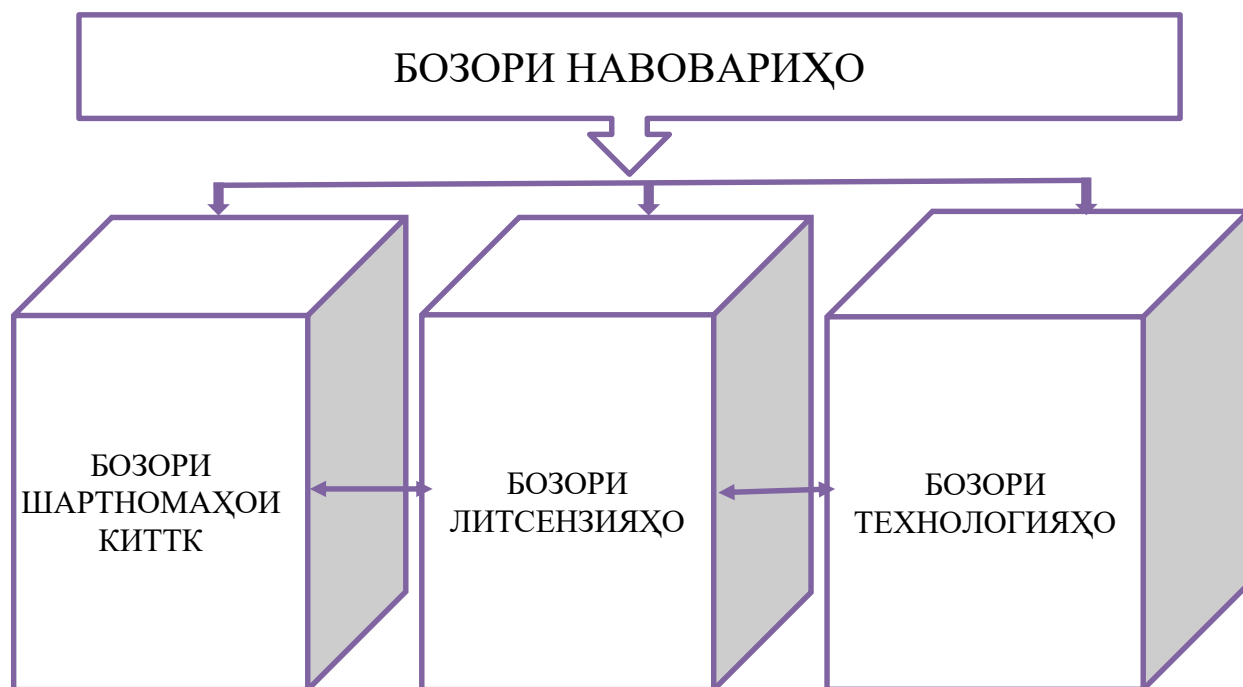 БОЗОРИ НАВОВАРИҲО
БОЗОРИ
ШАРТНОМАҲОИ
КИТТК
БОЗОРИ
ЛИТСЕНЗИЯҲО
БОЗОРИ
ТЕХНОЛОГИЯҲО